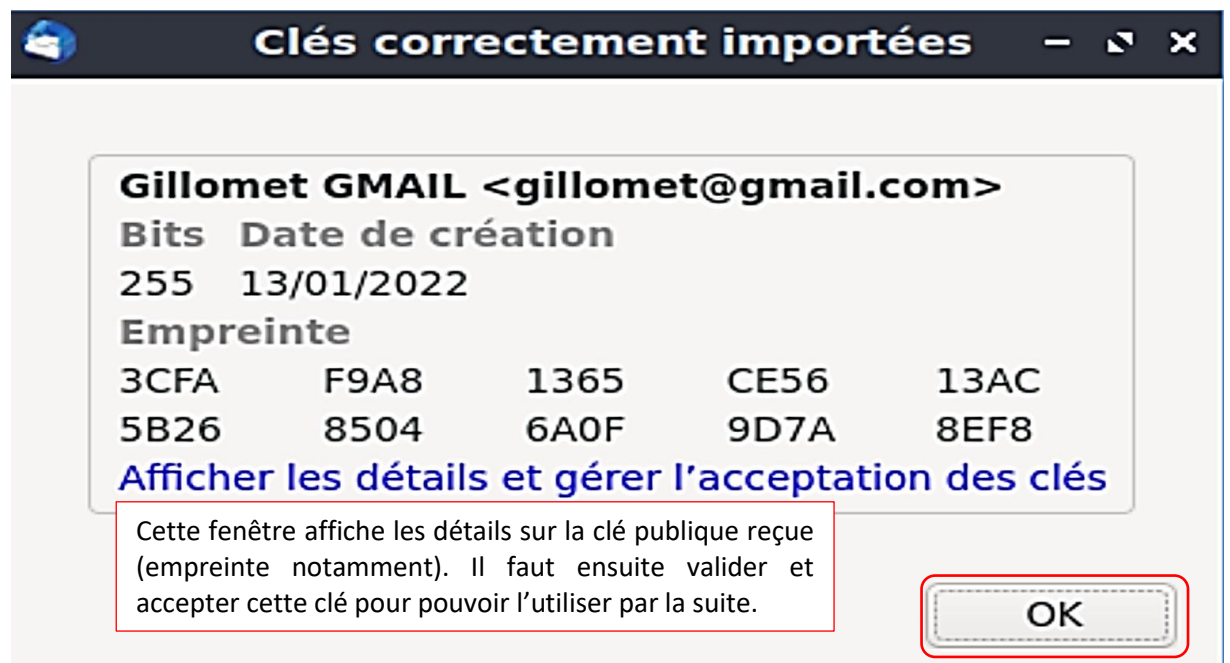 Clés correctement importées
Gillomet GMAIL <gillomet@gmail.com>
Bits Date de création
255 13/01/2022
Empreinte
3CFA F9A8 1365 CE56 13AC
5B26 8504 6A0F 9D7A 8EF8
Afficher les détails et gérer l’acceptation des clés
Cette fenêtre affiche les détails sur la clé publique reçue
(empreinte notamment). Il faut ensuite valider et
accepter cette clé pour pouvoir l’utiliser par la suite.
OK